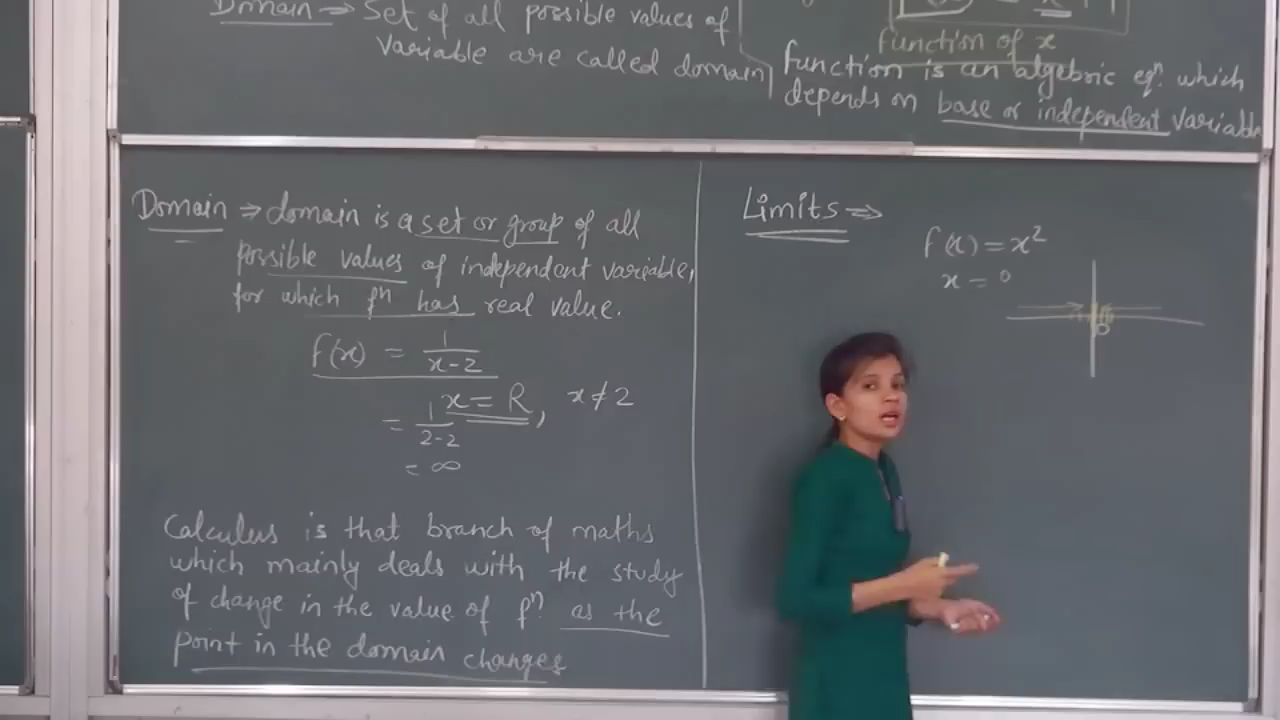 Domain ⇒ Set of all possible values of
variable are called domain
function of x
function is an algebric eqⁿ. which
depends on base or independent variable
Domain ⇒ domain is a set or group of all
possible values of independent variable,
for which fⁿ has real value.
f(x) = 1/(x-2)
x = R, x ≠ 2
= 1/(2-2)
= ∞
Calculus is that branch of maths
which mainly deals with the study
of change in the value of fⁿ. as the
point in the domain changes
Limits ⇒
f(x) = x²
x = 0
0